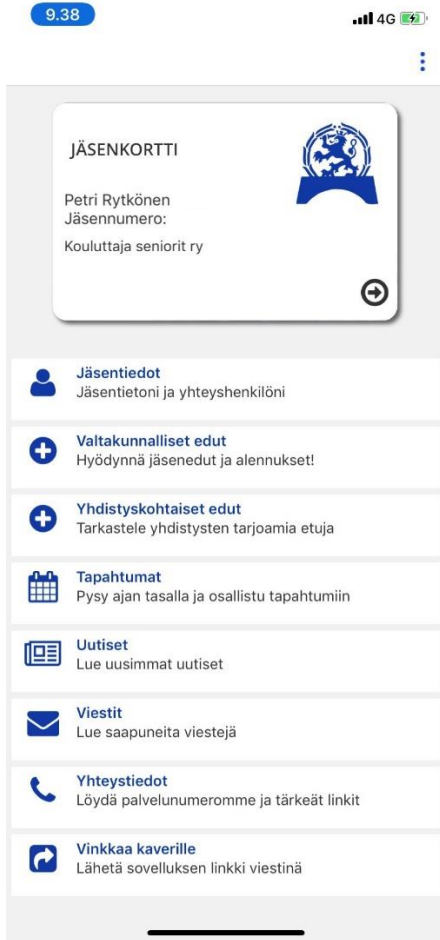 9.38
4G
JÄSENKORTTI
Petri Rytkönen
Jäsennumero:
Kouluttaja seniorit ry
Jäsentiedot
Jäsentietoni ja yhteyshenkilöni
Valtakunnalliset edut
Hyödynnä jäsenedut ja alennukset!
Yhdistyskohtaiset edut
Tarkastele yhdistysten tarjoamia etuja
Tapahtumat
Pysy ajan tasalla ja osallistu tapahtumiin
Uutiset
Lue uusimmat uutiset
Viestit
Lue saapuneita viestejä
Yhteystiedot
Löydä palvelunumeromme ja tärkeät linkit
Vinkkaa kaverille
Lähetä sovelluksen linkki viestinä